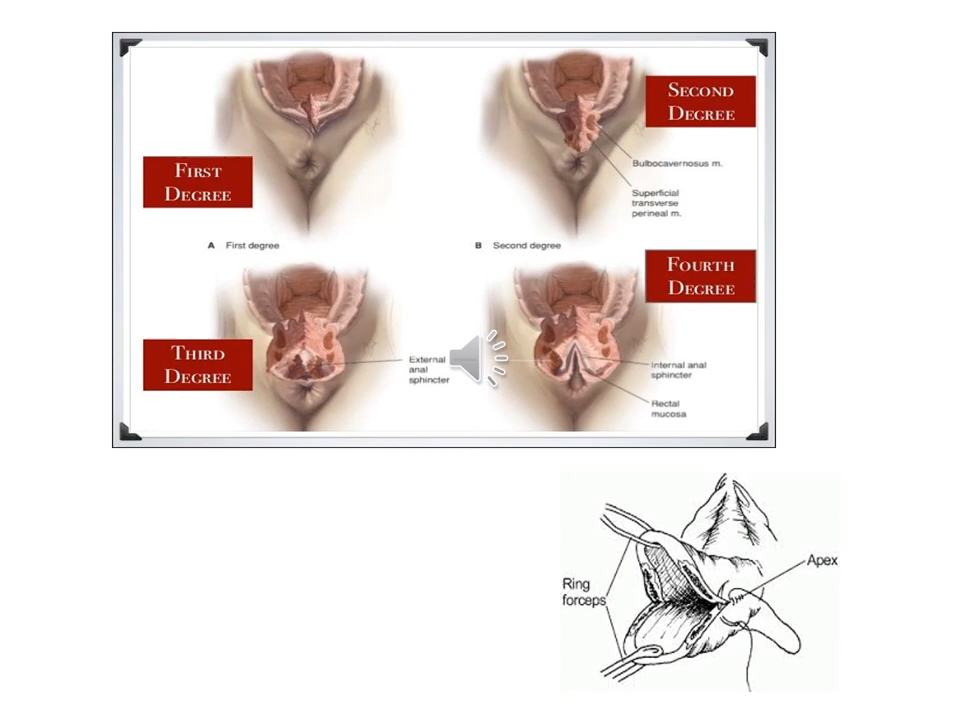 SECOND
DEGREE
Bulbocavernosus m.
FIRST
DEGREE
Superficial
transverse
perineal m.
A First degree
B Second degree
FOURTH
DEGREE
THIRD
DEGREE
External
anal
sphincter
Internal anal
sphincter
Rectal
mucosa
Apex
Ring
forceps